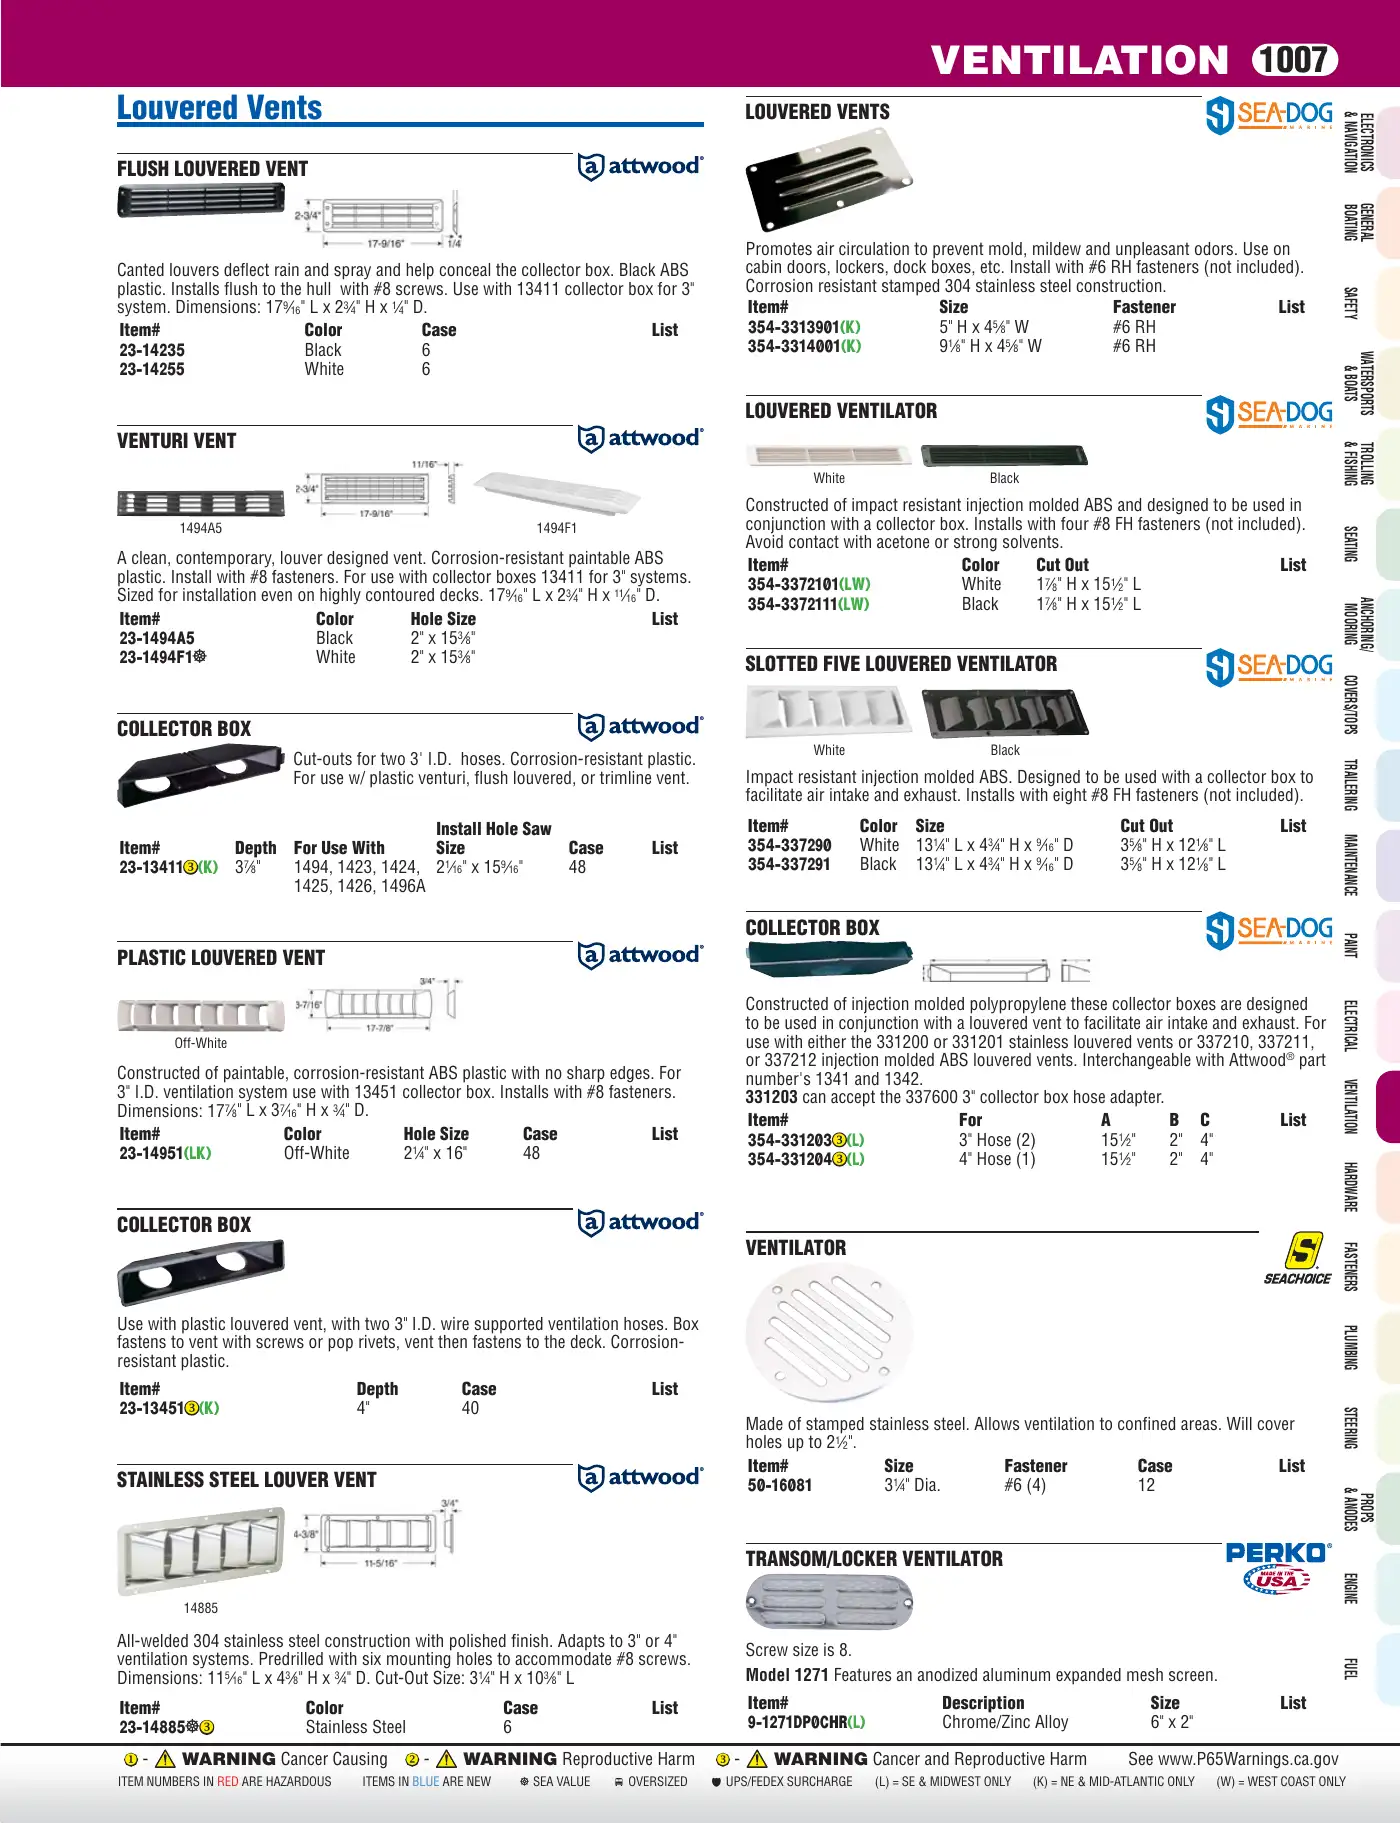 VENTILATION 1007
Louvered Vents
FLUSH LOUVERED VENT
attwood
2-3/4"
17-9/16"
1/4
Canted louvers deflect rain and spray and help conceal the collector box. Black ABS
plastic. Installs flush to the hull with #8 screws. Use with 13411 collector box for 3"
system. Dimensions: 17⁹⁄₁₆" L x 2¾" H x ¼" D.
Item# Color Case List
23-14235 Black 6
23-14255 White 6
VENTURI VENT
attwood
11/16"
2-3/4"
17-9/16"
1494A5 1494F1
A clean, contemporary, louver designed vent. Corrosion-resistant paintable ABS
plastic. Install with #8 fasteners. For use with collector boxes 13411 for 3" systems.
Sized for installation even on highly contoured decks. 17⁹⁄₁₆" L x 2¾" H x ¹¹⁄₁₆" D.
Item# Color Hole Size List
23-1494A5 Black 2" x 15⅜"
23-1494F1 White 2" x 15⅜"
COLLECTOR BOX
attwood
Cut-outs for two 3' I.D. hoses. Corrosion-resistant plastic.
For use w/ plastic venturi, flush louvered, or trimline vent.
Install Hole Saw
Item# Depth For Use With Size Case List
23-13411 3 (K) 3⅞" 1494, 1423, 1424, 2¹⁄₁₆" x 15⁹⁄₁₆" 48
1425, 1426, 1496A
PLASTIC LOUVERED VENT
attwood
3/4"
3-7/16"
17-7/8"
Off-White
Constructed of paintable, corrosion-resistant ABS plastic with no sharp edges. For
3" I.D. ventilation system use with 13451 collector box. Installs with #8 fasteners.
Dimensions: 17⅞" L x 3⁷⁄₁₆" H x ¾" D.
Item# Color Hole Size Case List
23-14951(LK) Off-White 2¼" x 16" 48
COLLECTOR BOX
attwood
Use with plastic louvered vent, with two 3" I.D. wire supported ventilation hoses. Box
fastens to vent with screws or pop rivets, vent then fastens to the deck. Corrosion-
resistant plastic.
Item# Depth Case List
23-13451 3 (K) 4" 40
STAINLESS STEEL LOUVER VENT
attwood
3/4"
4-3/8"
11-5/16"
14885
All-welded 304 stainless steel construction with polished finish. Adapts to 3" or 4"
ventilation systems. Predrilled with six mounting holes to accommodate #8 screws.
Dimensions: 11⁵⁄₁₆" L x 4⅜" H x ¾" D. Cut-Out Size: 3¼" H x 10⅜" L
Item# Color Case List
23-14885 3 Stainless Steel 6
LOUVERED VENTS
SEA-DOG
MARINE
Promotes air circulation to prevent mold, mildew and unpleasant odors. Use on
cabin doors, lockers, dock boxes, etc. Install with #6 RH fasteners (not included).
Corrosion resistant stamped 304 stainless steel construction.
Item# Size Fastener List
354-3313901(K) 5" H x 4⅝" W #6 RH
354-3314001(K) 9⅛" H x 4⅝" W #6 RH
LOUVERED VENTILATOR
SEA-DOG
MARINE
White Black
Constructed of impact resistant injection molded ABS and designed to be used in
conjunction with a collector box. Installs with four #8 FH fasteners (not included).
Avoid contact with acetone or strong solvents.
Item# Color Cut Out List
354-3372101(LW) White 1⅞" H x 15½" L
354-3372111(LW) Black 1⅞" H x 15½" L
SLOTTED FIVE LOUVERED VENTILATOR
SEA-DOG
MARINE
White Black
Impact resistant injection molded ABS. Designed to be used with a collector box to
facilitate air intake and exhaust. Installs with eight #8 FH fasteners (not included).
Item# Color Size Cut Out List
354-337290 White 13¼" L x 4¾" H x ⁹⁄₁₆" D 3⅝" H x 12⅛" L
354-337291 Black 13¼" L x 4¾" H x ⁹⁄₁₆" D 3⅝" H x 12⅛" L
COLLECTOR BOX
SEA-DOG
MARINE
Constructed of injection molded polypropylene these collector boxes are designed
to be used in conjunction with a louvered vent to facilitate air intake and exhaust. For
use with either the 331200 or 331201 stainless louvered vents or 337210, 337211,
or 337212 injection molded ABS louvered vents. Interchangeable with Attwood® part
number's 1341 and 1342.
331203 can accept the 337600 3" collector box hose adapter.
Item# For A B C List
354-331203 3 (L) 3" Hose (2) 15½" 2" 4"
354-331204 3 (L) 4" Hose (1) 15½" 2" 4"
VENTILATOR
S
SEACHOICE
Made of stamped stainless steel. Allows ventilation to confined areas. Will cover
holes up to 2½".
Item# Size Fastener Case List
50-16081 3¼" Dia. #6 (4) 12
TRANSOM/LOCKER VENTILATOR
PERKO®
MADE IN THE
USA
Screw size is 8.
Model 1271 Features an anodized aluminum expanded mesh screen.
Item# Description Size List
9-1271DP0CHR(L) Chrome/Zinc Alloy 6" x 2"
ELECTRONICS
& NAVIGATION
GENERAL
BOATING
SAFETY
WATERSPORTS
& BOATS
TROLLING
& FISHING
SEATING
ANCHORING/
MOORING
COVERS/TOPS
TRAILERING
MAINTENANCE
PAINT
ELECTRICAL
VENTILATION
HARDWARE
FASTENERS
PLUMBING
STEERING
PROPS
& ANODES
ENGINE
FUEL
1 - WARNING Cancer Causing 2 - WARNING Reproductive Harm 3 - WARNING Cancer and Reproductive Harm See www.P65Warnings.ca.gov
ITEM NUMBERS IN RED ARE HAZARDOUS ITEMS IN BLUE ARE NEW SEA VALUE OVERSIZED UPS/FEDEX SURCHARGE (L) = SE & MIDWEST ONLY (K) = NE & MID-ATLANTIC ONLY (W) = WEST COAST ONLY